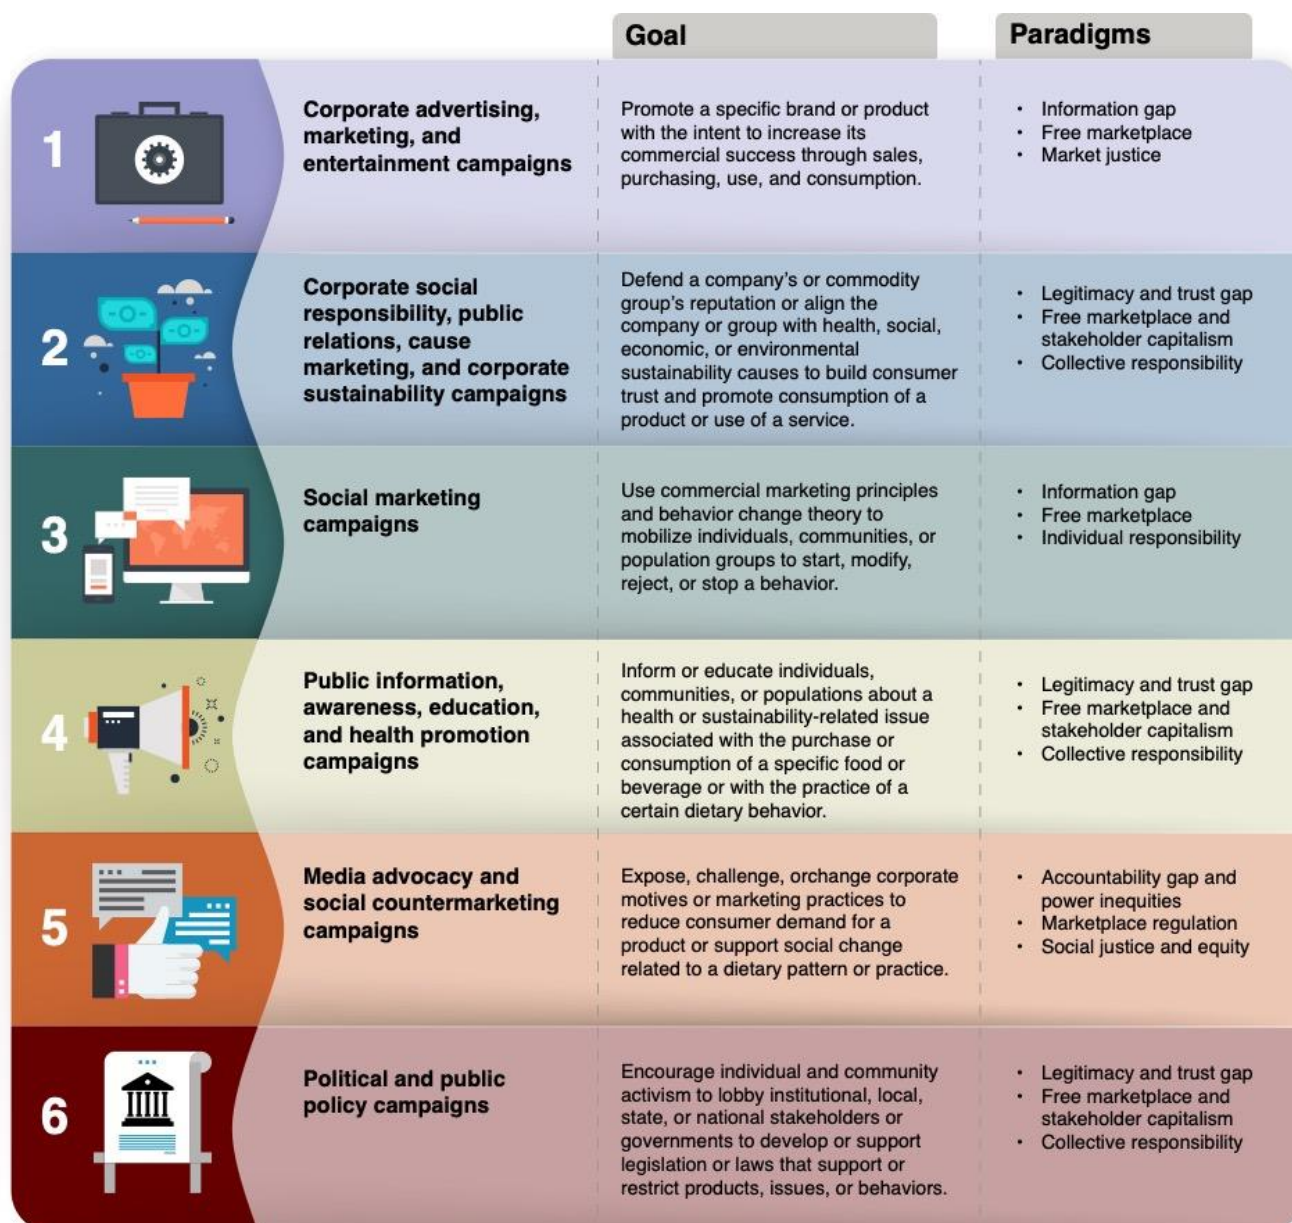 Goal
Paradigms
1
Corporate advertising,
marketing, and
entertainment campaigns
Promote a specific brand or product
with the intent to increase its
commercial success through sales,
purchasing, use, and consumption.
• Information gap
• Free marketplace
• Market justice
2
Corporate social
responsibility, public
relations, cause
marketing, and corporate
sustainability campaigns
Defend a company's or commodity
group's reputation or align the
company or group with health, social,
economic, or environmental
sustainability causes to build consumer
trust and promote consumption of a
product or use of a service.
• Legitimacy and trust gap
• Free marketplace and
stakeholder capitalism
• Collective responsibility
3
Social marketing
campaigns
Use commercial marketing principles
and behavior change theory to
mobilize individuals, communities, or
population groups to start, modify,
reject, or stop a behavior.
• Information gap
• Free marketplace
• Individual responsibility
4
Public information,
awareness, education,
and health promotion
campaigns
Inform or educate individuals,
communities, or populations about a
health or sustainability-related issue
associated with the purchase or
consumption of a specific food or
beverage or with the practice of a
certain dietary behavior.
• Legitimacy and trust gap
• Free marketplace and
stakeholder capitalism
• Collective responsibility
5
Media advocacy and
social countermarketing
campaigns
Expose, challenge, orchange corporate
motives or marketing practices to
reduce consumer demand for a
product or support social change
related to a dietary pattern or practice.
• Accountability gap and
power inequities
• Marketplace regulation
• Social justice and equity
6
Political and public
policy campaigns
Encourage individual and community
activism to lobby institutional, local,
state, or national stakeholders or
governments to develop or support
legislation or laws that support or
restrict products, issues, or behaviors.
• Legitimacy and trust gap
• Free marketplace and
stakeholder capitalism
• Collective responsibility